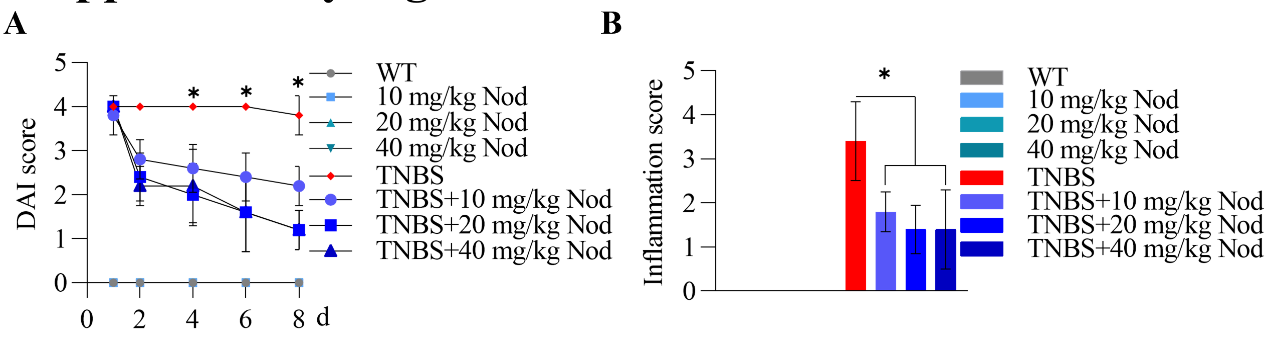 A
B
DAI score
5
4
3
2
1
0
0
2
4
6
8
d
*
*
*
WT
10 mg/kg Nod
20 mg/kg Nod
40 mg/kg Nod
TNBS
TNBS+10 mg/kg Nod
TNBS+20 mg/kg Nod
TNBS+40 mg/kg Nod
Inflammation score
5
4
3
2
1
0
*
WT
10 mg/kg Nod
20 mg/kg Nod
40 mg/kg Nod
TNBS
TNBS+10 mg/kg Nod
TNBS+20 mg/kg Nod
TNBS+40 mg/kg Nod